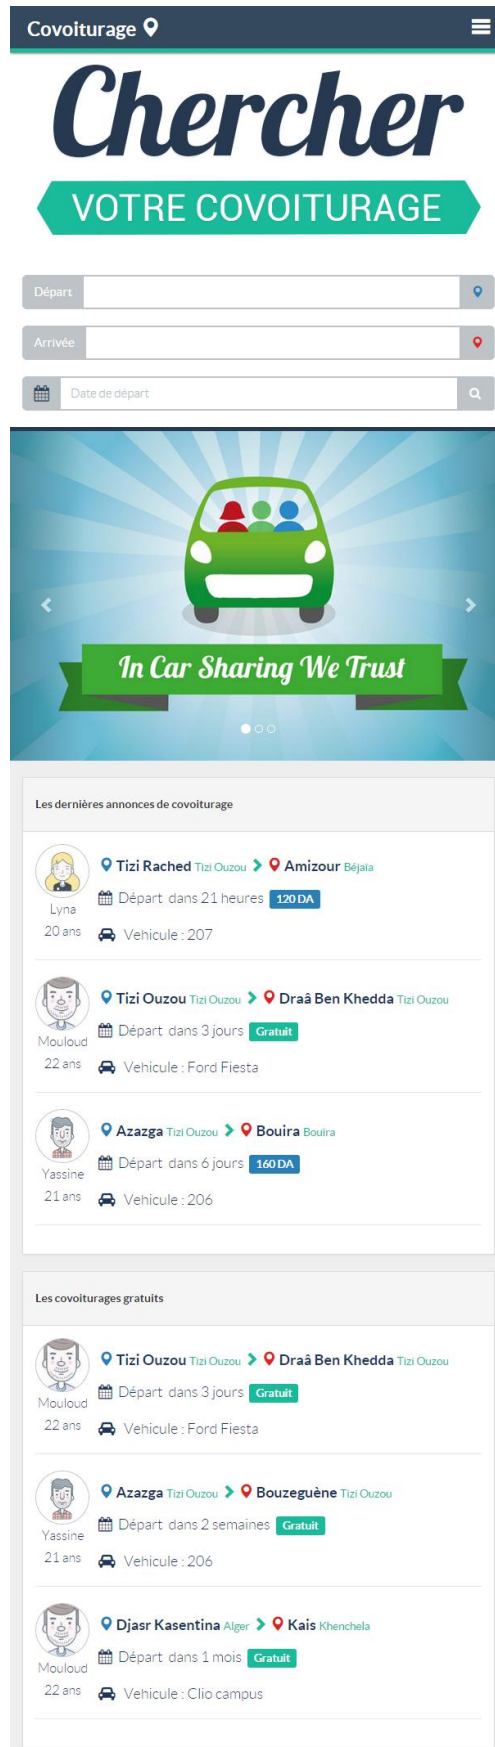 Covoiturage
Chercher
VOTRE COVOITURAGE
Départ
Arrivée
Date de départ
In Car Sharing We Trust
Les dernières annonces de covoiturage
Tizi Rached Tizi Ouzou Amizour Béjaïa
Départ dans 21 heures 120 DA
Lyna
20 ans
Vehicule : 207
Tizi Ouzou Tizi Ouzou Draâ Ben Khedda Tizi Ouzou
Départ dans 3 jours Gratuit
Mouloud
22 ans
Vehicule : Ford Fiesta
Azazga Tizi Ouzou Bouira Bouira
Départ dans 6 jours 160 DA
Yassine
21 ans
Vehicule : 206
Les covoiturages gratuits
Tizi Ouzou Tizi Ouzou Draâ Ben Khedda Tizi Ouzou
Départ dans 3 jours Gratuit
Mouloud
22 ans
Vehicule : Ford Fiesta
Azazga Tizi Ouzou Bouzeguène Tizi Ouzou
Départ dans 2 semaines Gratuit
Yassine
21 ans
Vehicule : 206
Djasr Kasentina Alger Kais Khenchela
Départ dans 1 mois Gratuit
Mouloud
22 ans
Vehicule : Clio campus